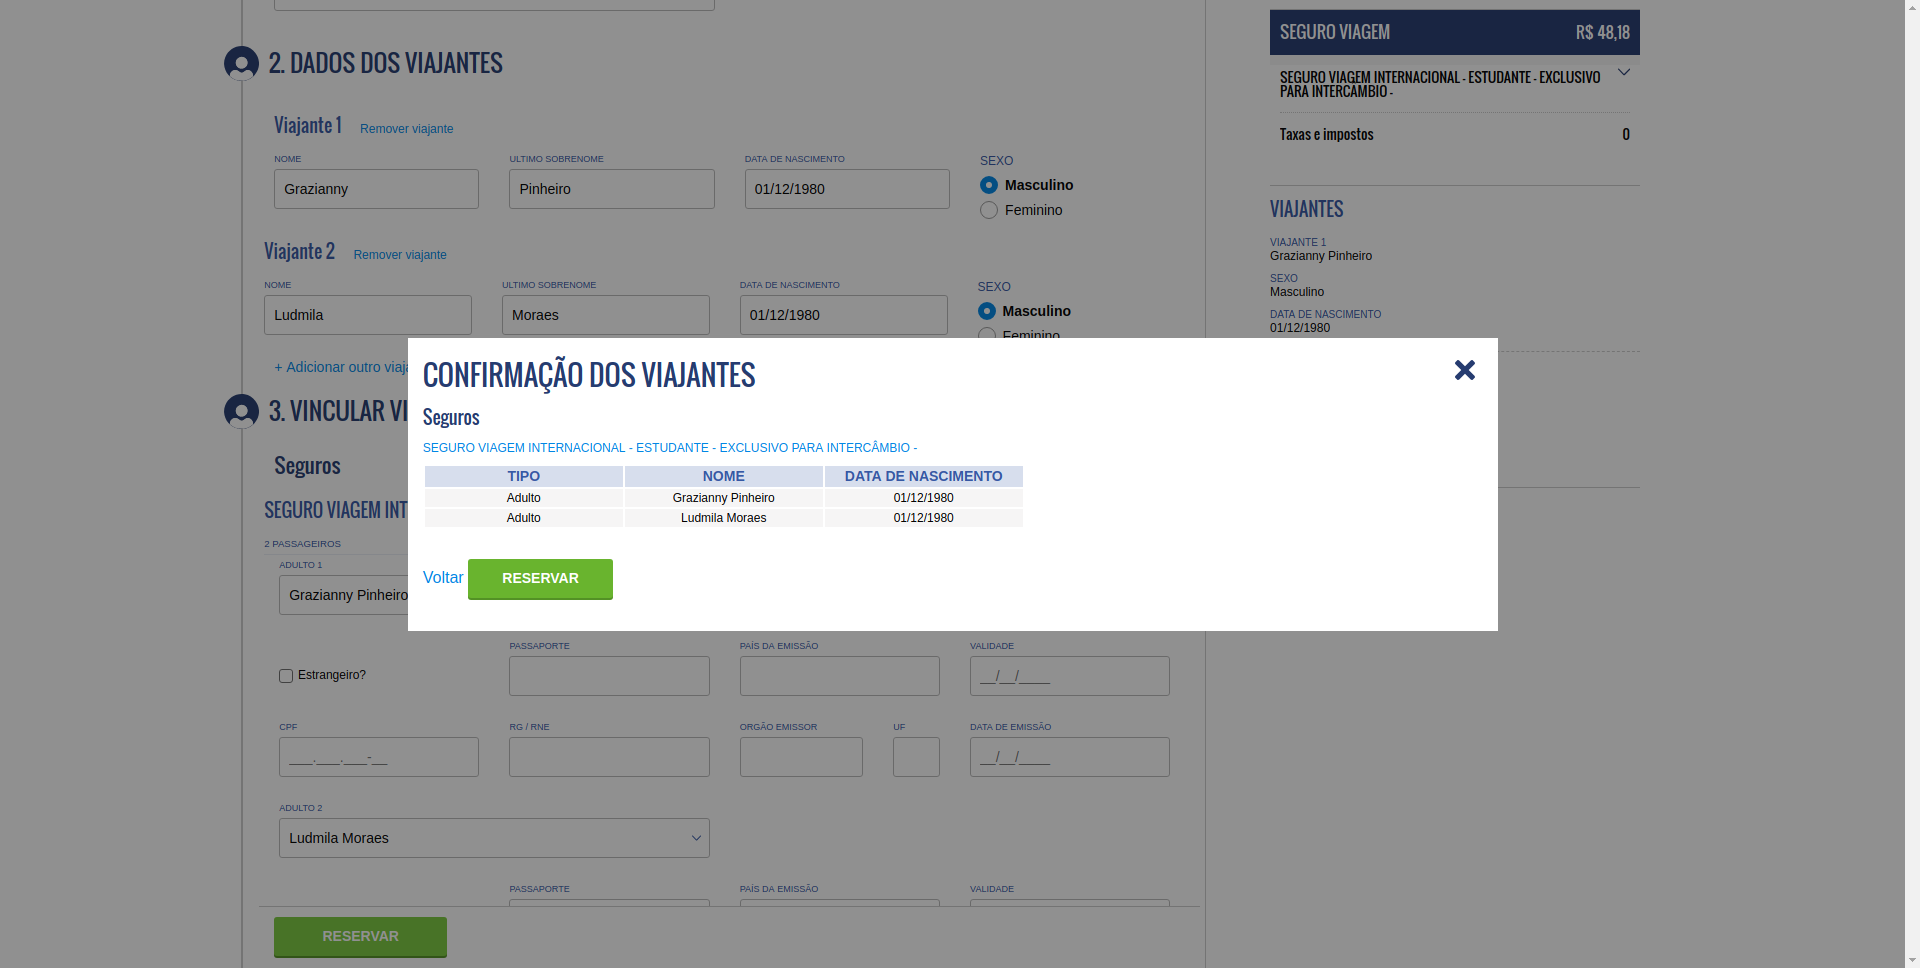 2. DADOS DOS VIAJANTES
Viajante 1 Remover viajante
NOME ULTIMO SOBRENOME DATA DE NASCIMENTO SEXO
Grazianny Pinheiro 01/12/1980 Masculino
Feminino
Viajante 2 Remover viajante
NOME ULTIMO SOBRENOME DATA DE NASCIMENTO SEXO
Ludmila Moraes 01/12/1980 Masculino
Feminino
+ Adicionar outro viaja
3. VINCULAR VI
Seguros
SEGURO VIAGEM INT
2 PASSAGEIROS
ADULTO 1
Grazianny Pinheiro
CONFIRMAÇÃO DOS VIAJANTES
Seguros
SEGURO VIAGEM INTERNACIONAL - ESTUDANTE - EXCLUSIVO PARA INTERCÂMBIO -
TIPO NOME DATA DE NASCIMENTO
Adulto Grazianny Pinheiro 01/12/1980
Adulto Ludmila Moraes 01/12/1980
Voltar RESERVAR
PASSAPORTE PAÍS DA EMISSÃO VALIDADE
Estrangeiro? __/__/____
CPF RG / RNE ORGÃO EMISSOR UF DATA DE EMISSÃO
___.___.___-__ __/__/____
ADULTO 2
Ludmila Moraes
PASSAPORTE PAÍS DA EMISSÃO VALIDADE
RESERVAR
SEGURO VIAGEM R$ 48,18
SEGURO VIAGEM INTERNACIONAL - ESTUDANTE - EXCLUSIVO
PARA INTERCÂMBIO -
Taxas e impostos 0
VIAJANTES
VIAJANTE 1
Grazianny Pinheiro
SEXO
Masculino
DATA DE NASCIMENTO
01/12/1980